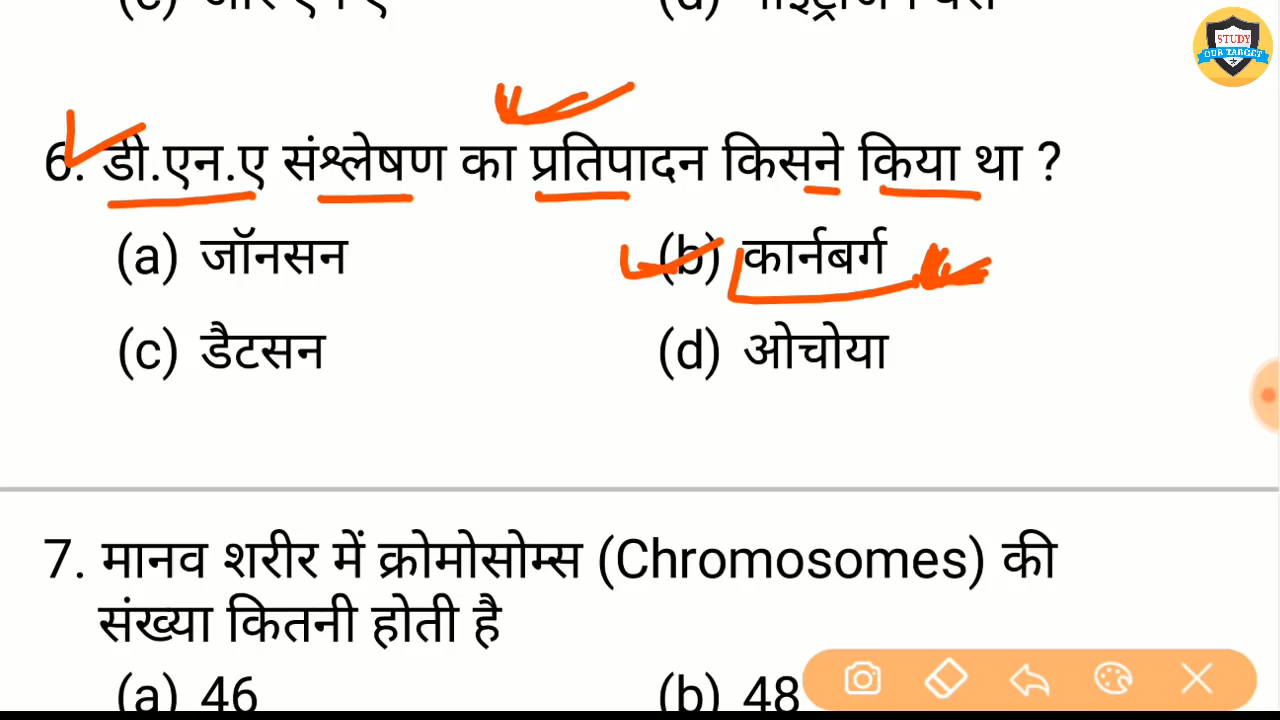 STUDY
OUR TARGET
6. डी.एन.ए संश्लेषण का प्रतिपादन किसने किया था ?
(a) जॉनसन (b) कार्नबर्ग
(c) डैटसन (d) ओचोया
7. मानव शरीर में क्रोमोसोम्स (Chromosomes) की
संख्या कितनी होती है
(a) 46 (b) 48